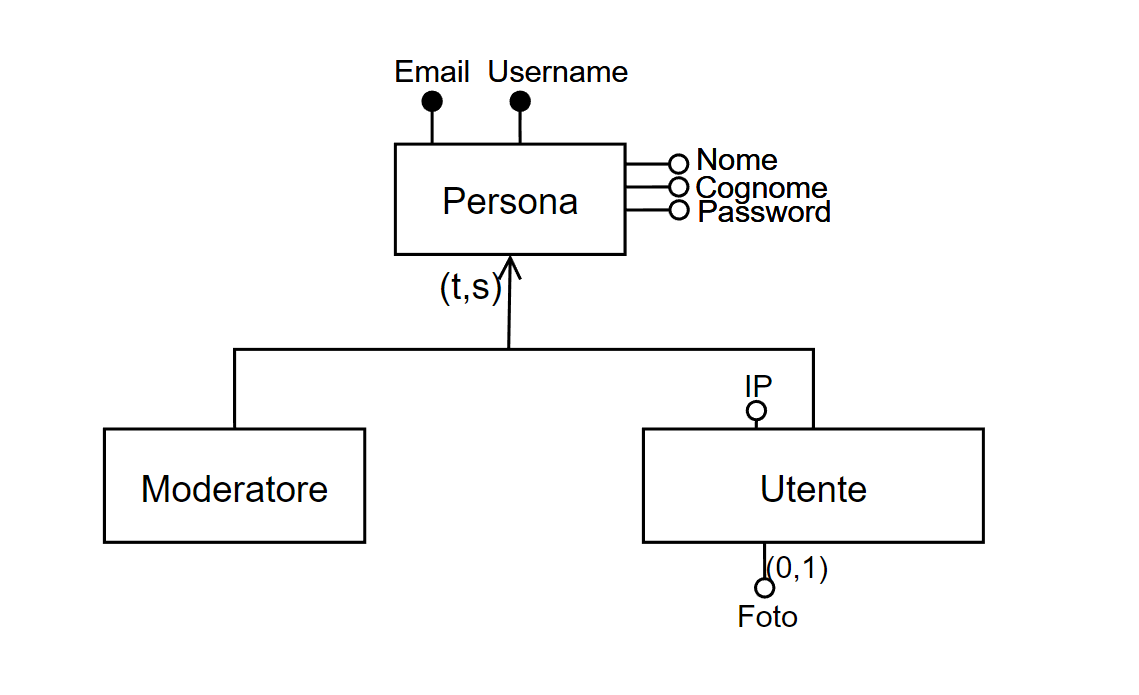 Email Username
Nome
Persona
Cognome
Password
(t,s)
IP
Moderatore
Utente
(0,1)
Foto